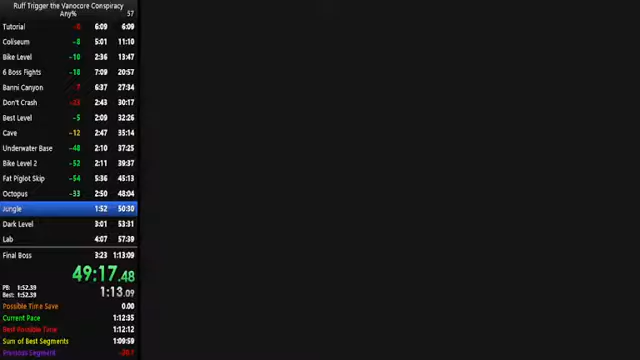 Ruff Trigger the Vanocore Conspiracy
Any% 57
Tutorial 6:09 6:09
Coliseum -8 5:01 11:10
Bike Level -10 2:36 13:47
6 Boss Fights -18 7:09 20:57
Banni Canyon 7 6:37 27:34
Don't Crash 2:43 30:17
Best Level -5 2:09 32:26
Cave -12 2:47 35:14
Underwater Base -48 2:10 37:25
Bike Level 2 -52 2:11 39:37
Fat Piglot Skip -54 5:36 45:13
Octopus -33 2:50 48:04
Jungle 1:52 50:30
Dark Level 3:01 53:31
Lab 4:07 57:39
Final Boss 3:23 1:13:09
49:17.48
PB: 1:52.39
Best: 1:52.39
1:13.09
Possible Time Save 0.00
Current Pace 1:12:35
Best Possible Time 1:12:12
Sum of Best Segments 1:09:59
Previous Segment